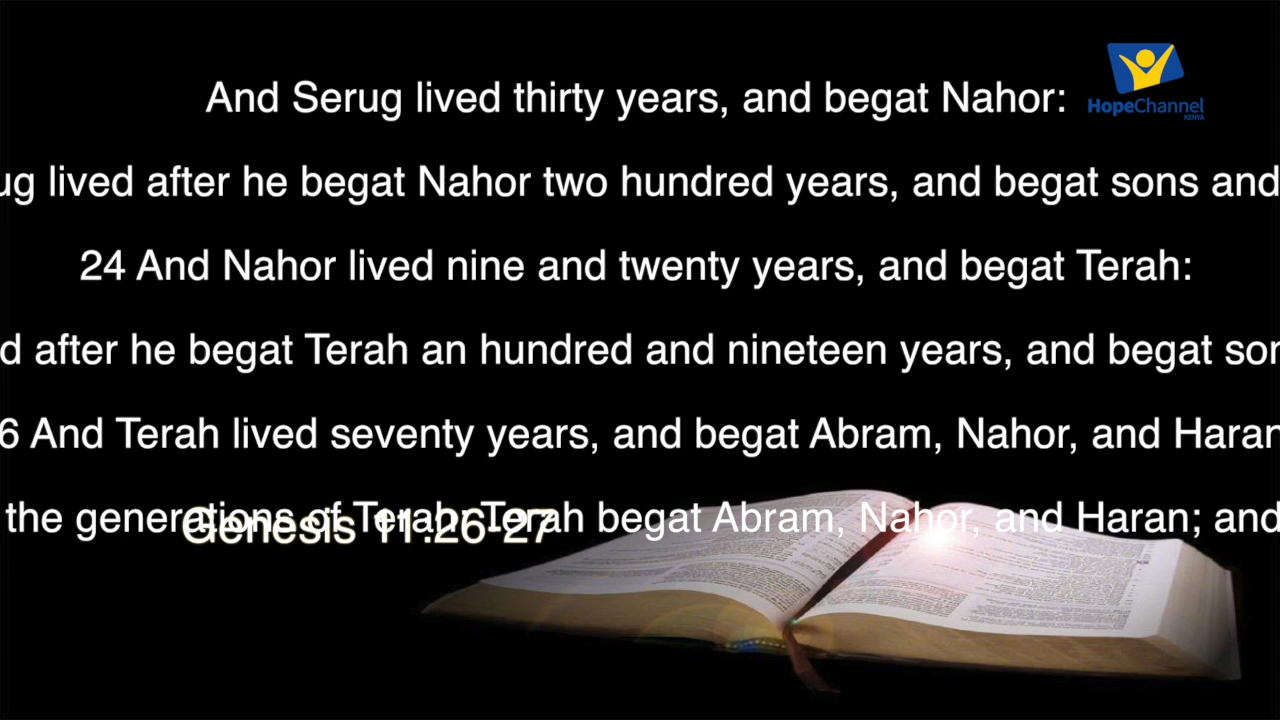 And Serug lived thirty years, and begat Nahor:
HopeChannel
KENYA
ug lived after he begat Nahor two hundred years, and begat sons and
24 And Nahor lived nine and twenty years, and begat Terah:
d after he begat Terah an hundred and nineteen years, and begat sor
6 And Terah lived seventy years, and begat Abram, Nahor, and Haran
the generations of Terah: Terah begat Abram, Nahor, and Haran; and
Genesis 11:26-27